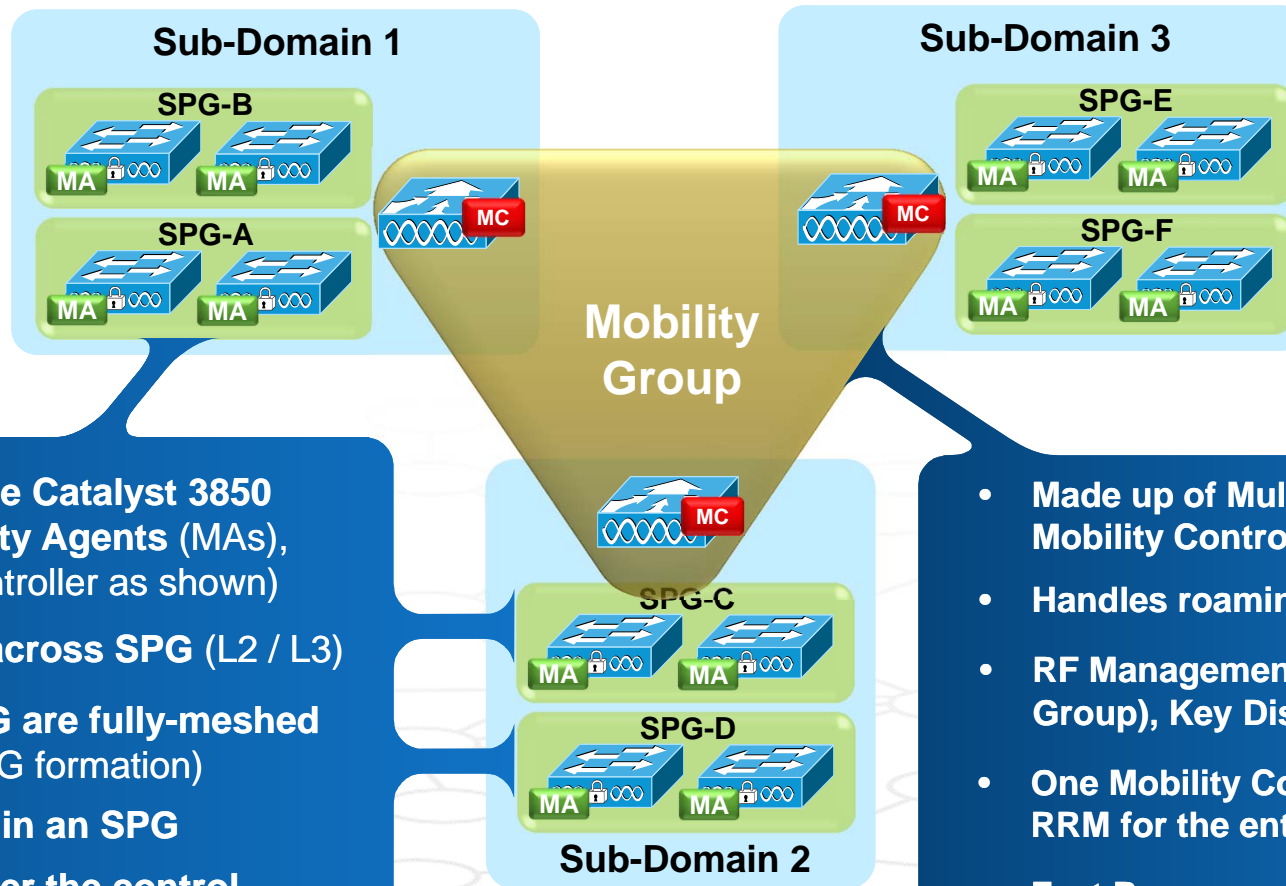 Sub-Domain 1
SPG-B
MA
MA
SPG-A
MA
MA
MC
Sub-Domain 3
SPG-E
MA
MA
SPG-F
MA
MA
MC
Mobility
Group
MC
SPG-C
MA
MA
SPG-D
MA
MA
Sub-Domain 2
e Catalyst 3850
ty Agents (MAs),
ntroller as shown)
across SPG (L2 / L3)
G are fully-meshed
G formation)
in an SPG
er the control
• Made up of Mul
Mobility Contro
• Handles roamin
• RF Managemen
Group), Key Dis
• One Mobility Co
RRM for the ent